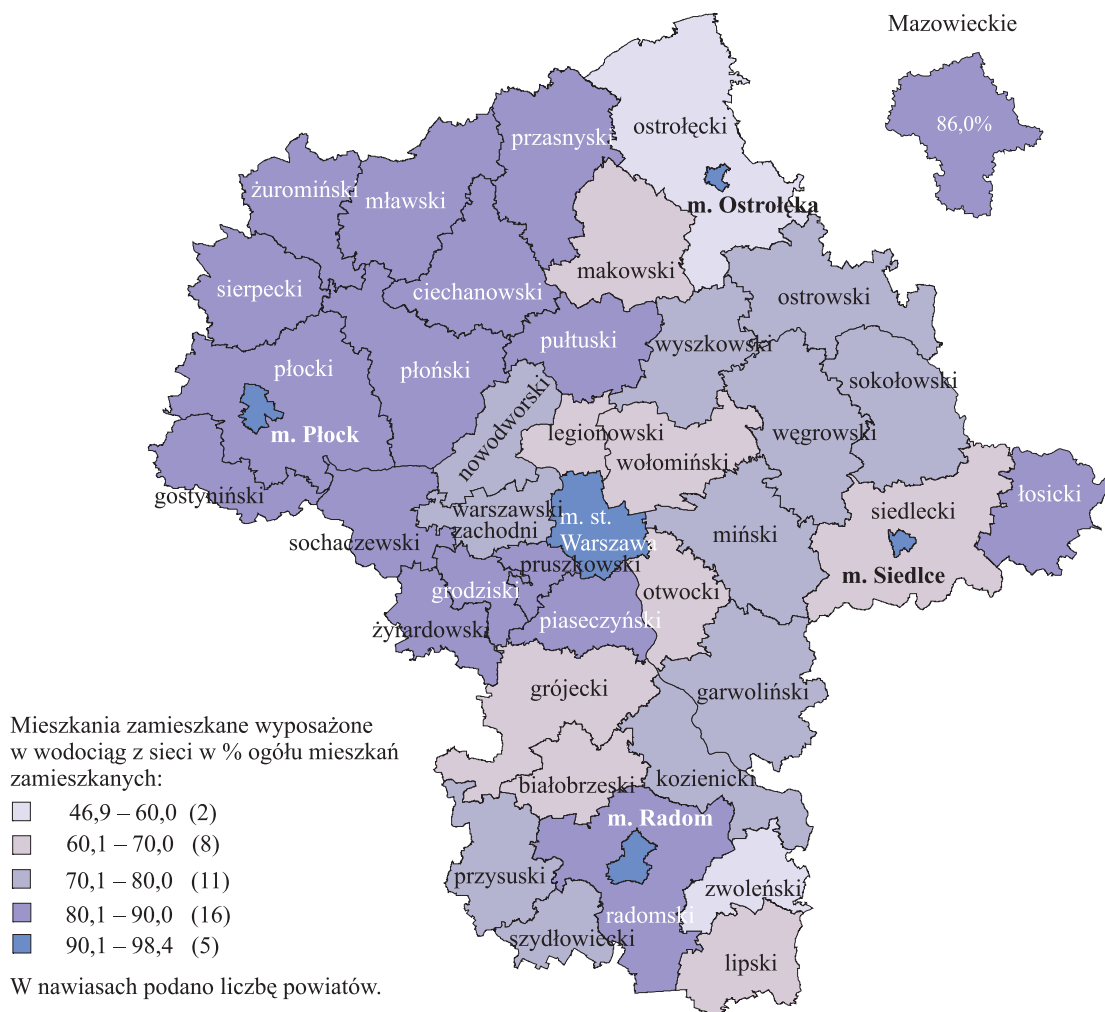 Mazowieckie
86,0%
ostrołęcki
przasnyski
m. Ostrołęka
żuromiński
mławski
makowski
sierpecki
ciechanowski
ostrowski
pułtuski
wyszkowski
płocki
płoński
sokołowski
nowodworski
m. Płock
legionowski
węgrowski
wołomiński
gostyniński
łosicki
siedlecki
warszawski
zachodni
m. st.
Warszawa
sochaczewski
miński
m. Siedlce
pruszkowski
grodziski
otwocki
piaseczyński
żyrardowski
grójecki
garwoliński
białobrzeski
kozienicki
m. Radom
przysuski
zwoleński
radomski
szydłowiecki
lipski
Mieszkania zamieszkane wyposażone
w wodociąg z sieci w % ogółu mieszkań
zamieszkanych:
46,9 – 60,0 (2)
60,1 – 70,0 (8)
70,1 – 80,0 (11)
80,1 – 90,0 (16)
90,1 – 98,4 (5)
W nawiasach podano liczbę powiatów.